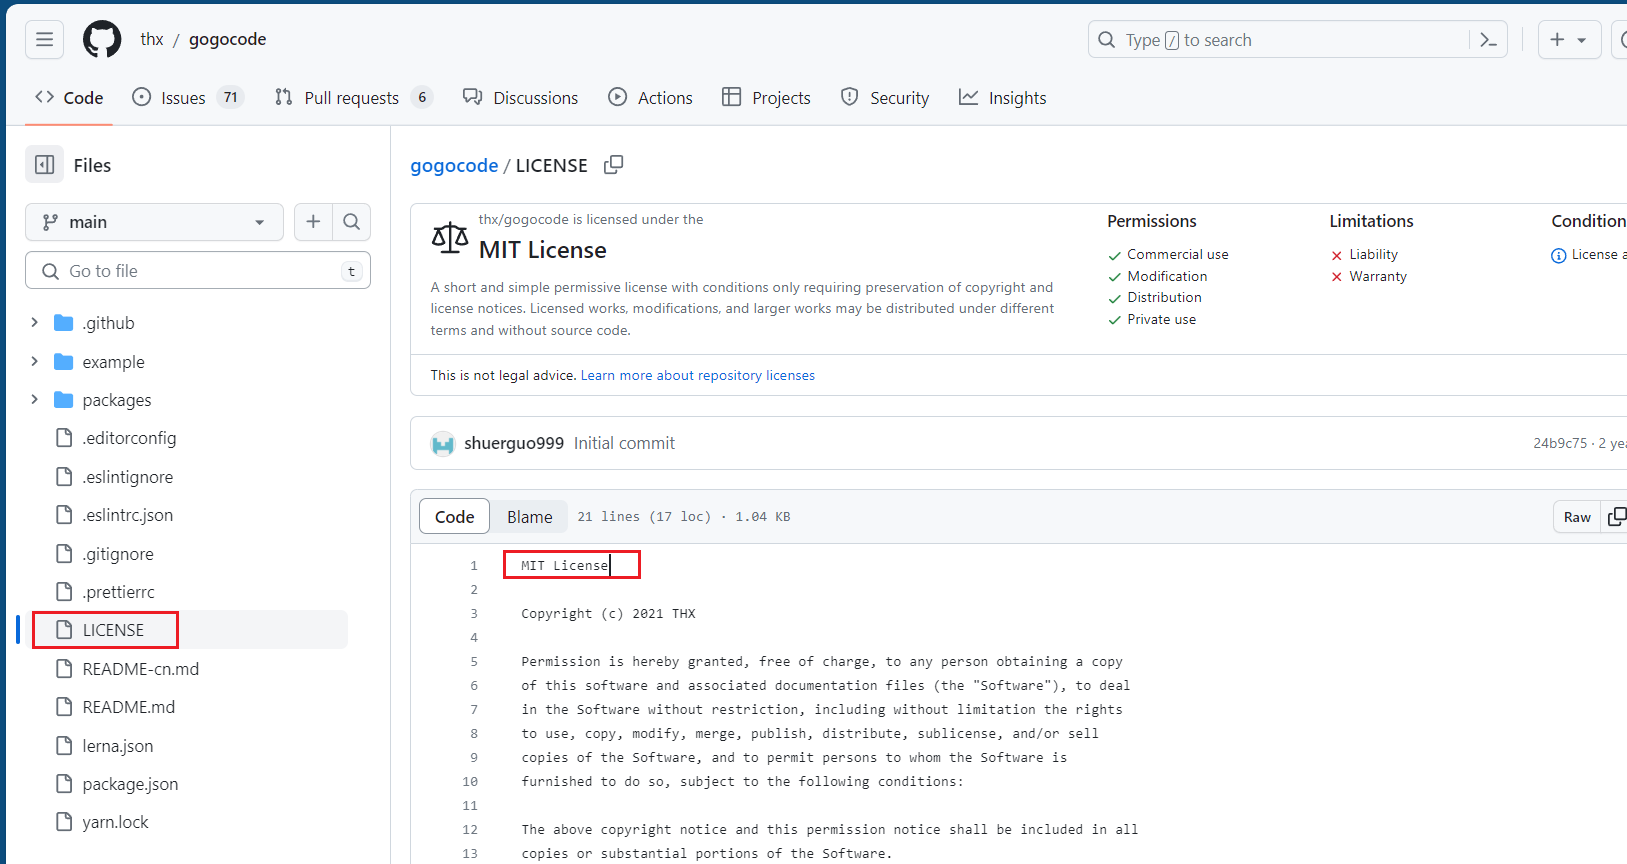 thx / gogocode
Type / to search
Code
Issues 71
Pull requests 6
Discussions
Actions
Projects
Security
Insights
Files
main
Go to file
t
.github
example
packages
.editorconfig
.eslintignore
.eslintrc.json
.gitignore
.prettierrc
LICENSE
README-cn.md
README.md
lerna.json
package.json
yarn.lock
gogocode / LICENSE
thx/gogocode is licensed under the
MIT License
A short and simple permissive license with conditions only requiring preservation of copyright and
license notices. Licensed works, modifications, and larger works may be distributed under different
terms and without source code.
Permissions
Commercial use
Modification
Distribution
Private use
Limitations
Liability
Warranty
Condition
License a
This is not legal advice. Learn more about repository licenses
shuerguo999 Initial commit
24b9c75 · 2 yea
Code
Blame
21 lines (17 loc) · 1.04 KB
Raw
1 MIT License
2
3 Copyright (c) 2021 THX
4
5 Permission is hereby granted, free of charge, to any person obtaining a copy
6 of this software and associated documentation files (the "Software"), to deal
7 in the Software without restriction, including without limitation the rights
8 to use, copy, modify, merge, publish, distribute, sublicense, and/or sell
9 copies of the Software, and to permit persons to whom the Software is
10 furnished to do so, subject to the following conditions:
11
12 The above copyright notice and this permission notice shall be included in all
13 copies or substantial portions of the Software.